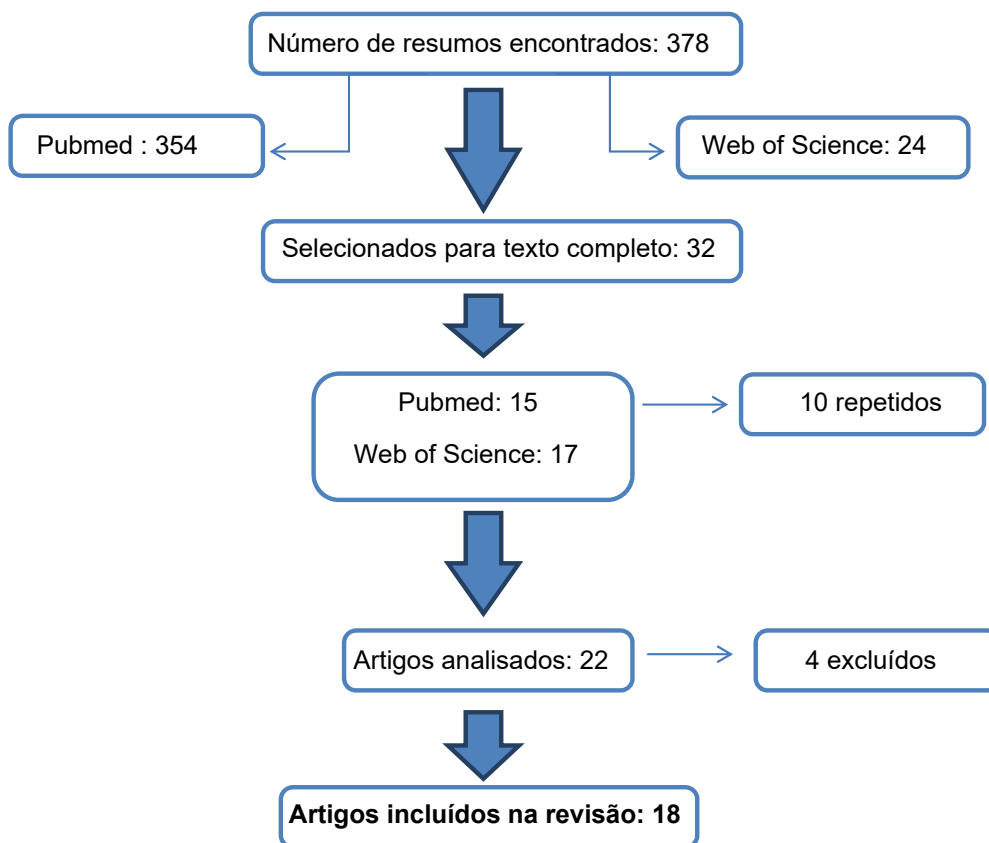 Número de resumos encontrados: 378
Pubmed : 354
Web of Science: 24
Selecionados para texto completo: 32
Pubmed: 15
Web of Science: 17
10 repetidos
Artigos analisados: 22
4 excluídos
Artigos incluídos na revisão: 18